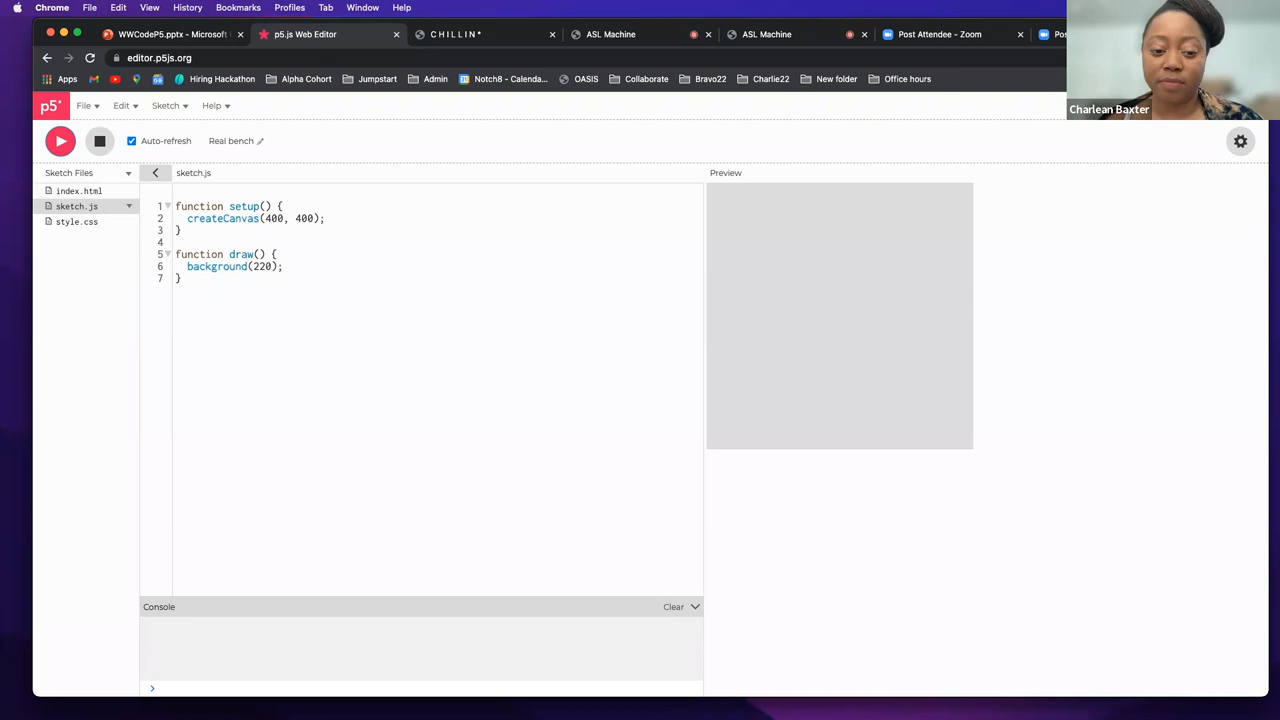 Chrome File Edit View History Bookmarks Profiles Tab Window Help
WWCodeP5.pptx - Microsoft p5.js Web Editor C H I L L I N * ASL Machine ASL Machine Post Attendee - Zoom
editor.p5js.org
Apps Hiring Hackathon Alpha Cohort Jumpstart Admin Notch8 - Calenda... OASIS Collaborate Bravo22 Charlie22 New folder Office hours
Charlean Baxter
p5* File Edit Sketch Help
Auto-refresh Real bench
Sketch Files sketch.js Preview
index.html
sketch.js
style.css
1 function setup() {
2 createCanvas(400, 400);
3 }
4
5 function draw() {
6 background(220);
7 }
Console Clear
>